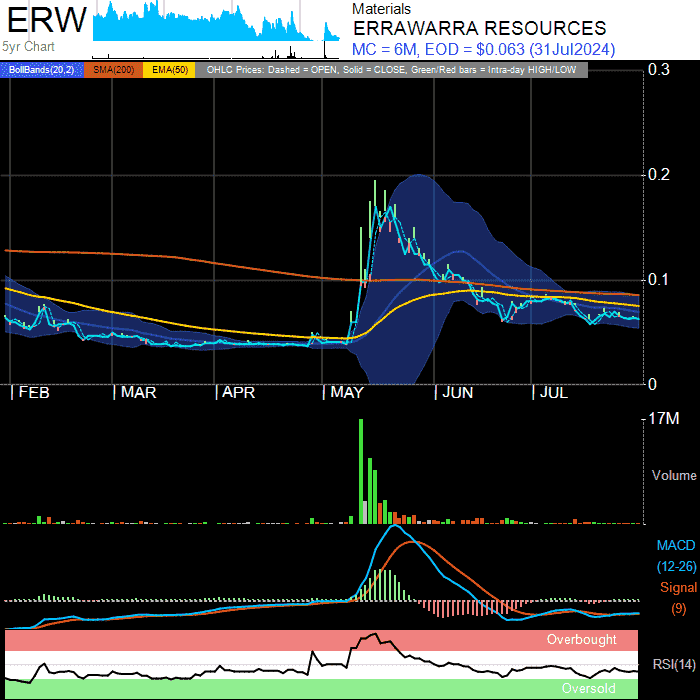 ERW
5yr Chart
Materials
ERRAWARRA RESOURCES
MC = 6M, EOD = $0.063 (31Jul2024)
BollBands(20,2) SMA(200) EMA(50) OHLC Prices: Dashed = OPEN, Solid = CLOSE, Green/Red bars = Intra-day HIGH/LOW
0.3
0.2
0.1
0
FEB MAR APR MAY JUN JUL
17M
Volume
MACD
(12-26)
Signal
(9)
Overbought
RSI(14)
Oversold